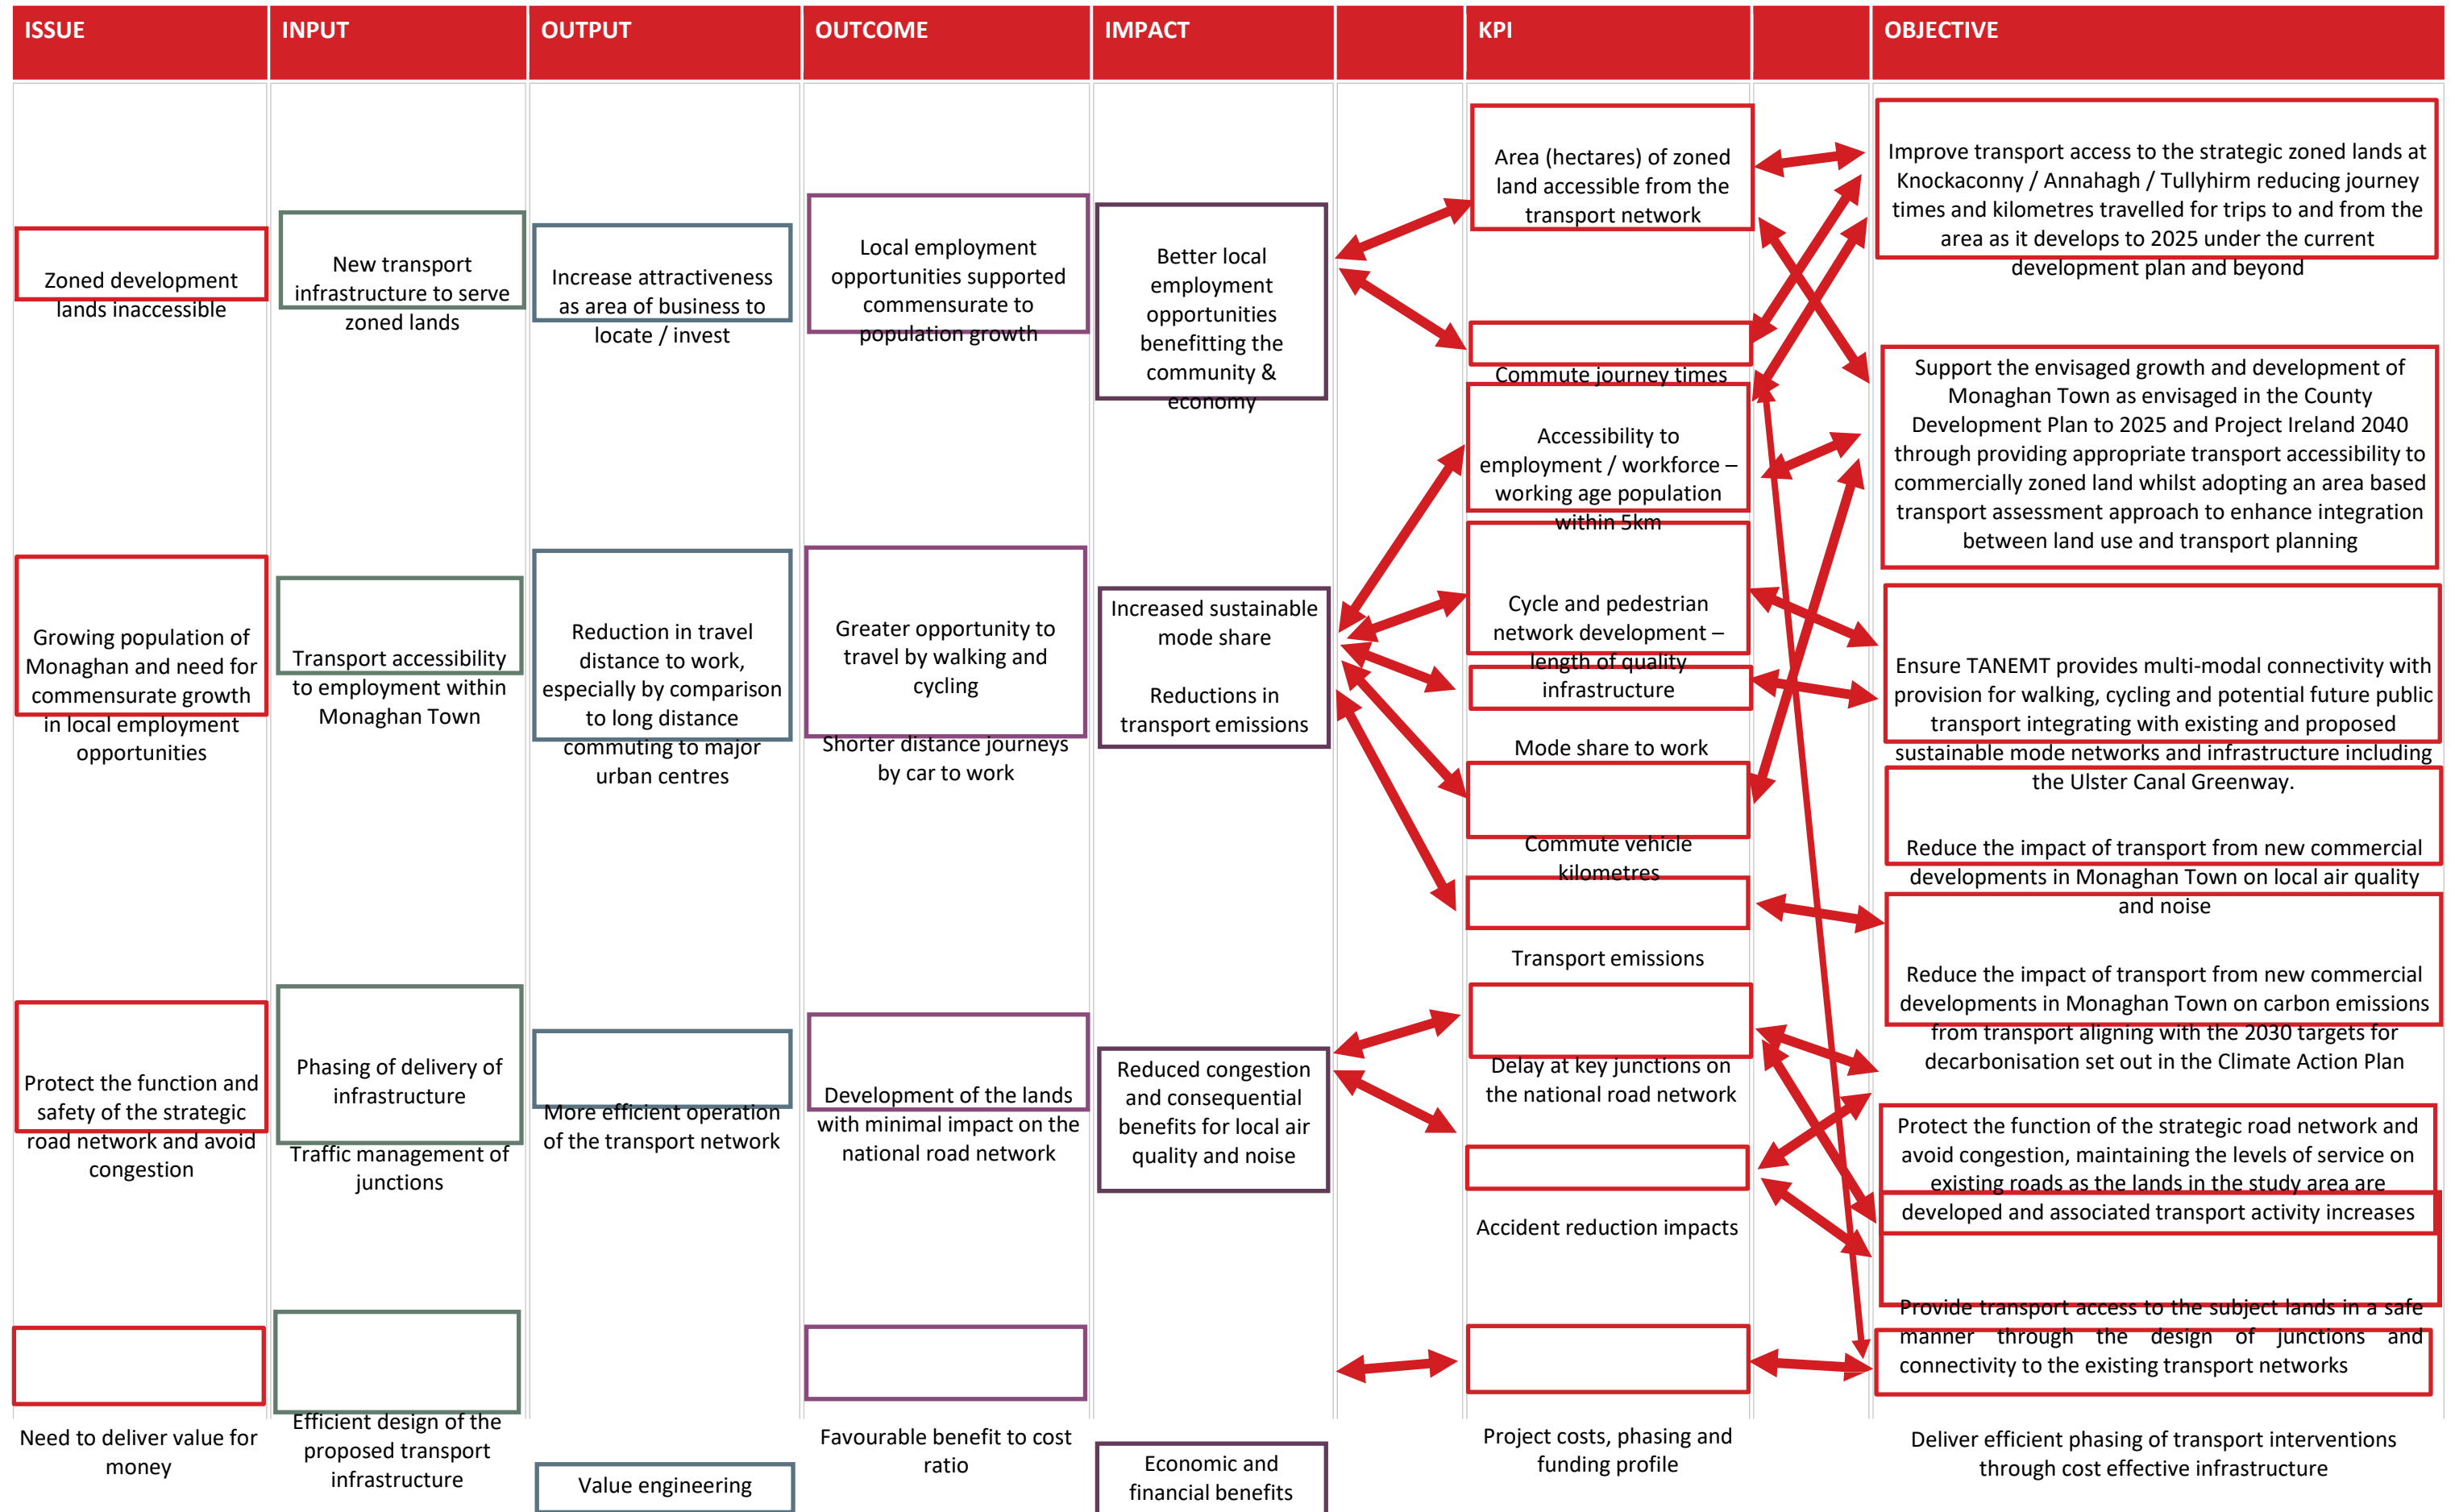 ISSUE
INPUT
OUTPUT
OUTCOME
IMPACT
KPI
OBJECTIVE
Zoned development
lands inaccessible
New transport
infrastructure to serve
zoned lands
Increase attractiveness
as area of business to
locate / invest
Local employment
opportunities supported
commensurate to
population growth
Better local
employment
opportunities
benefitting the
community &
economy
Area (hectares) of zoned
land accessible from the
transport network
Commute journey times
Improve transport access to the strategic zoned lands at
Knockaconny / Annahagh / Tullyhirm reducing journey
times and kilometres travelled for trips to and from the
area as it develops to 2025 under the current
development plan and beyond
Support the envisaged growth and development of
Monaghan Town as envisaged in the County
Development Plan to 2025 and Project Ireland 2040
through providing appropriate transport accessibility to
commercially zoned land whilst adopting an area based
transport assessment approach to enhance integration
between land use and transport planning
Growing population of
Monaghan and need for
commensurate growth
in local employment
opportunities
Transport accessibility
to employment within
Monaghan Town
Reduction in travel
distance to work,
especially by comparison
to long distance
commuting to major
urban centres
Greater opportunity to
travel by walking and
cycling
Shorter distance journeys
by car to work
Increased sustainable
mode share
Reductions in
transport emissions
Accessibility to
employment / workforce –
working age population
within 5km
Cycle and pedestrian
network development –
length of quality
infrastructure
Mode share to work
Commute vehicle
kilometres
Transport emissions
Ensure TANEMT provides multi-modal connectivity with
provision for walking, cycling and potential future public
transport integrating with existing and proposed
sustainable mode networks and infrastructure including
the Ulster Canal Greenway.
Reduce the impact of transport from new commercial
developments in Monaghan Town on local air quality
and noise
Reduce the impact of transport from new commercial
developments in Monaghan Town on carbon emissions
from transport aligning with the 2030 targets for
decarbonisation set out in the Climate Action Plan
Protect the function and
safety of the strategic
road network and avoid
congestion
Phasing of delivery of
infrastructure
Traffic management of
junctions
More efficient operation
of the transport network
Development of the lands
with minimal impact on the
national road network
Reduced congestion
and consequential
benefits for local air
quality and noise
Delay at key junctions on
the national road network
Accident reduction impacts
Protect the function of the strategic road network and
avoid congestion, maintaining the levels of service on
existing roads as the lands in the study area are
developed and associated transport activity increases
Provide transport access to the subject lands in a safe
manner through the design of junctions and
connectivity to the existing transport networks
Need to deliver value for
money
Efficient design of the
proposed transport
infrastructure
Value engineering
Favourable benefit to cost
ratio
Economic and
financial benefits
Project costs, phasing and
funding profile
Deliver efficient phasing of transport interventions
through cost effective infrastructure